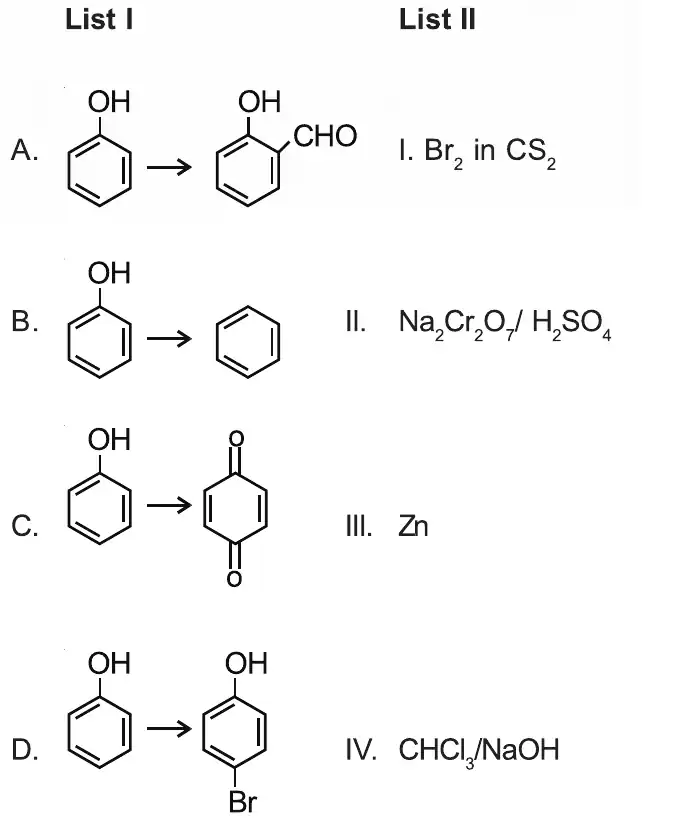 List I List II
OH OH
A. CHO I. Br₂ in CS₂
OH
B. II. Na₂Cr₂O₇/ H₂SO₄
OH O
C. III. Zn
O
OH OH
D. IV. CHCl₃/NaOH
Br